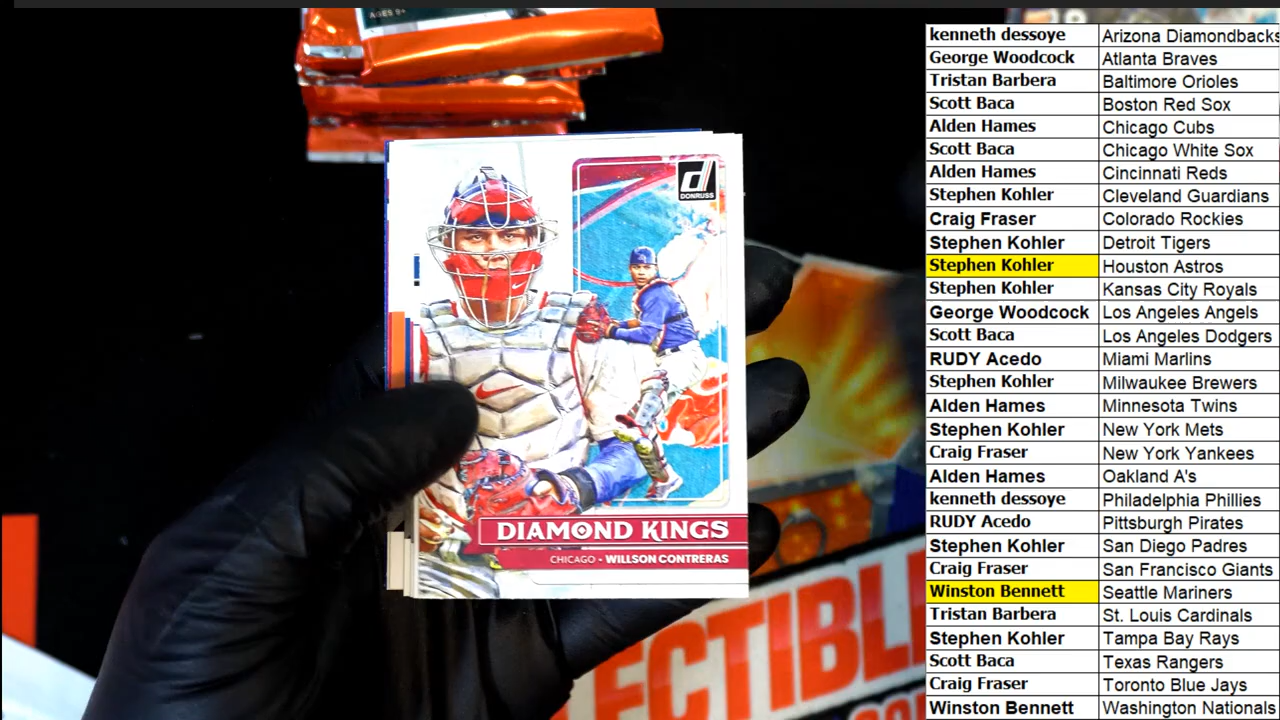 AGES 9+
DONRUSS
DIAMOND KINGS
CHICAGO • WILLSON CONTRERAS
ECTIBL
kenneth dessoye Arizona Diamondbacks
George Woodcock Atlanta Braves
Tristan Barbera Baltimore Orioles
Scott Baca Boston Red Sox
Alden Hames Chicago Cubs
Scott Baca Chicago White Sox
Alden Hames Cincinnati Reds
Stephen Kohler Cleveland Guardians
Craig Fraser Colorado Rockies
Stephen Kohler Detroit Tigers
Stephen Kohler Houston Astros
Stephen Kohler Kansas City Royals
George Woodcock Los Angeles Angels
Scott Baca Los Angeles Dodgers
RUDY Acedo Miami Marlins
Stephen Kohler Milwaukee Brewers
Alden Hames Minnesota Twins
Stephen Kohler New York Mets
Craig Fraser New York Yankees
Alden Hames Oakland A's
kenneth dessoye Philadelphia Phillies
RUDY Acedo Pittsburgh Pirates
Stephen Kohler San Diego Padres
Craig Fraser San Francisco Giants
Winston Bennett Seattle Mariners
Tristan Barbera St. Louis Cardinals
Stephen Kohler Tampa Bay Rays
Scott Baca Texas Rangers
Craig Fraser Toronto Blue Jays
Winston Bennett Washington Nationals